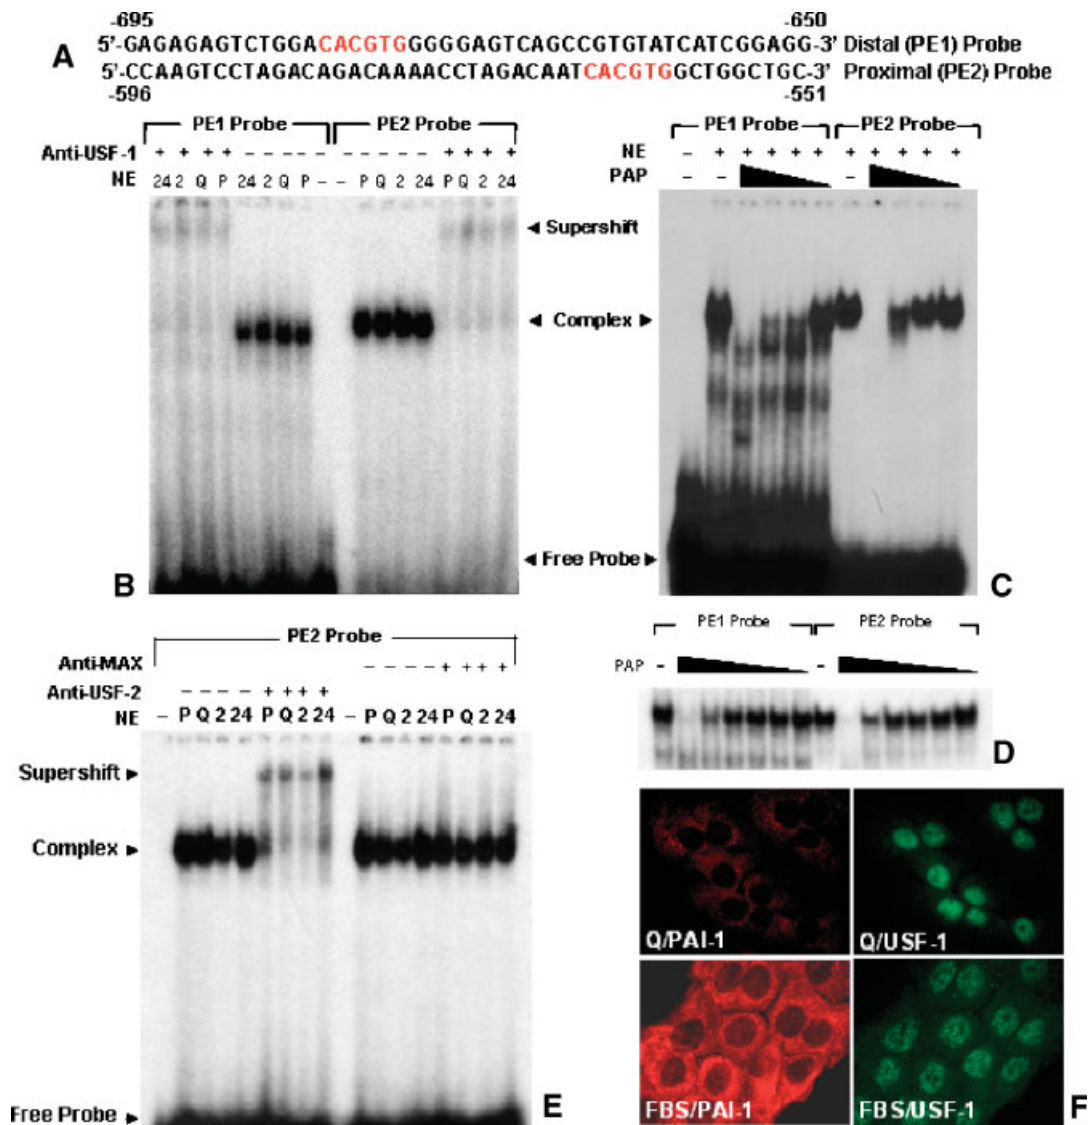 -695 -650
5'-GAGAGAGTCTGGACACGTGGGGGAGTCAGCCGTGTATCATCGGAGG-3' Distal (PE1) Probe
A
5'-CCAAGTCCTAGACAGACAAAACCTAGACAATCACGTGGCTGGCTGC-3' Proximal (PE2) Probe
-596 -551
PE1 Probe PE2 Probe
Anti-USF-1 + + + + - - - - - - - - - - + + + +
NE 24 2 Q P 24 2 Q P - - P Q 2 24 P Q 2 24
Supershift
Complex
Free Probe
B
PE1 Probe PE2 Probe
NE - + + + + + + + + + +
PAP - - -
C
PE1 Probe PE2 Probe
PAP - -
D
PE2 Probe
Anti-MAX - - - - + + + +
Anti-USF-2 - - - - + + + +
NE - P Q 2 24 P Q 2 24 - P Q 2 24 P Q 2 24
Supershift
Complex
Free Probe
E
Q/PAI-1 Q/USF-1
FBS/PAI-1 FBS/USF-1
F